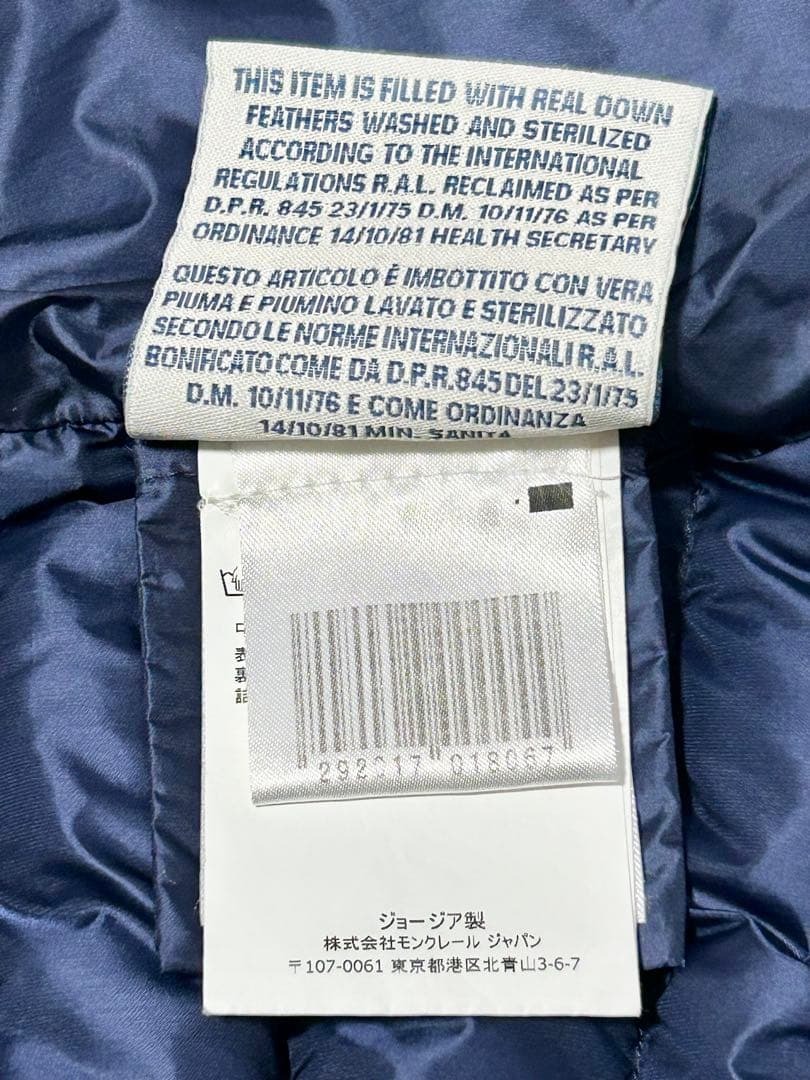 THIS ITEM IS FILLED WITH REAL DOWN
FEATHERS WASHED AND STERILIZED
ACCORDING TO THE INTERNATIONAL
REGULATIONS R.A.L. RECLAIMED AS PER
D.P.R. 845 23/1/75 D.M. 10/11/76 AS PER
ORDINANCE 14/10/81 HEALTH SECRETARY
QUESTO ARTICOLO É IMBOTTITO CON VERA
PIUMA E PIUMINO LAVATO E STERILIZZATO
SECONDO LE NORME INTERNAZIONALI R.A.L.
BONIFICATO COME DA D.P.R. 845 DEL 23/1/75
D.M. 10/11/76 E COME ORDINANZA
14/10/81 MIN. SANITA
表
裏
詰
292017 018067
ジョージア製
株式会社モンクレール ジャパン
〒107-0061 東京都港区北青山3-6-7